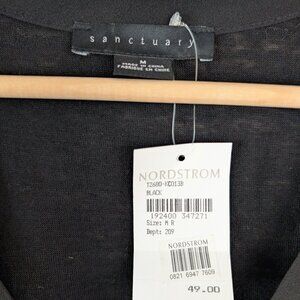 sanctuary
M
MADE IN CHINA
FABRIQUÉ EN CHINE
NORDSTROM
T2680-KD013B
BLACK
192400 347271
Size: M R
Dept: 209
NORDSTROM
0821 6947 7609
49.00